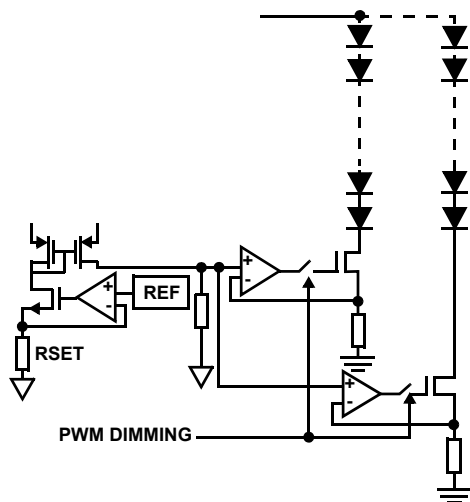 +
-
+
-
REF
RSET
+
-
PWM DIMMING